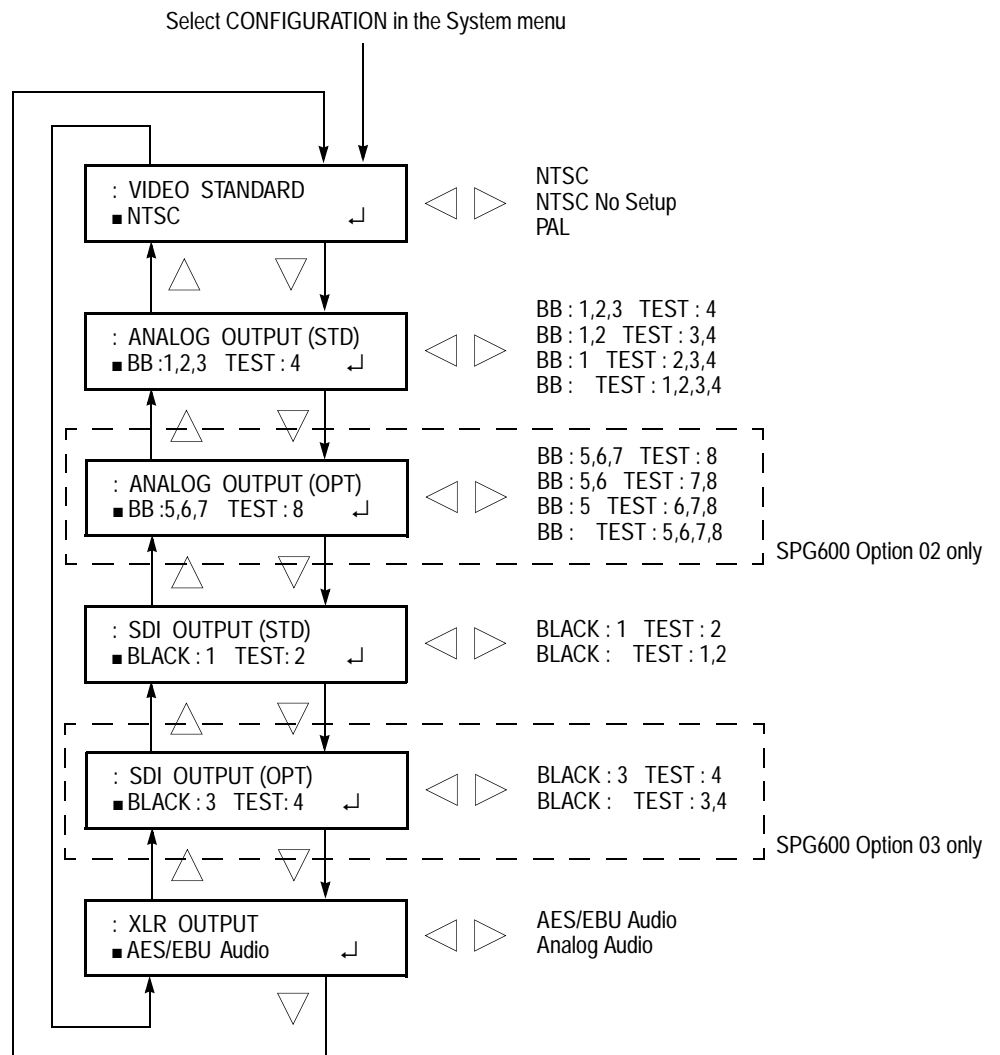 Select CONFIGURATION in the System menu
: VIDEO STANDARD
■ NTSC ↵
NTSC
NTSC No Setup
PAL
: ANALOG OUTPUT (STD)
■ BB :1,2,3 TEST : 4 ↵
BB : 1,2,3 TEST : 4
BB : 1,2 TEST : 3,4
BB : 1 TEST : 2,3,4
BB : TEST : 1,2,3,4
: ANALOG OUTPUT (OPT)
■ BB :5,6,7 TEST : 8 ↵
BB : 5,6,7 TEST : 8
BB : 5,6 TEST : 7,8
BB : 5 TEST : 6,7,8
BB : TEST : 5,6,7,8
SPG600 Option 02 only
: SDI OUTPUT (STD)
■ BLACK : 1 TEST: 2 ↵
BLACK : 1 TEST : 2
BLACK : TEST : 1,2
: SDI OUTPUT (OPT)
■ BLACK : 3 TEST: 4 ↵
BLACK : 3 TEST : 4
BLACK : TEST : 3,4
SPG600 Option 03 only
: XLR OUTPUT
■ AES/EBU Audio ↵
AES/EBU Audio
Analog Audio